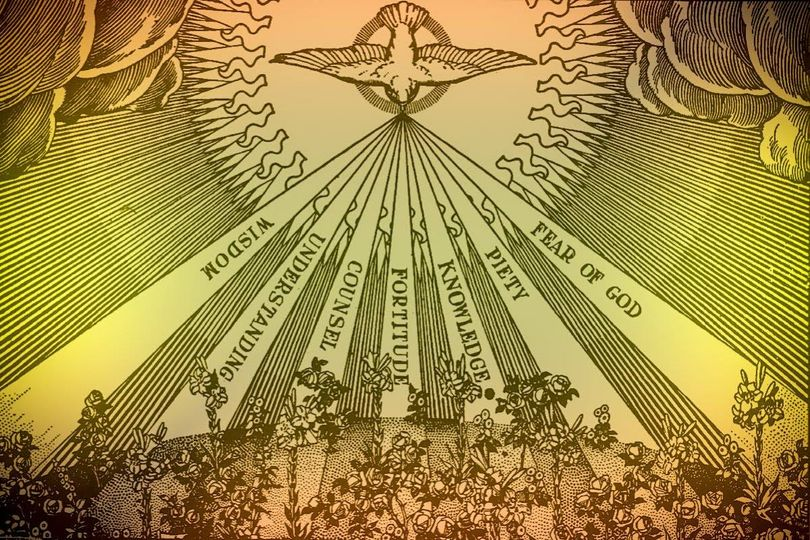 WISDOM
UNDERSTANDING
COUNSEL
FORTITUDE
KNOWLEDGE
PIETY
FEAR OF GOD